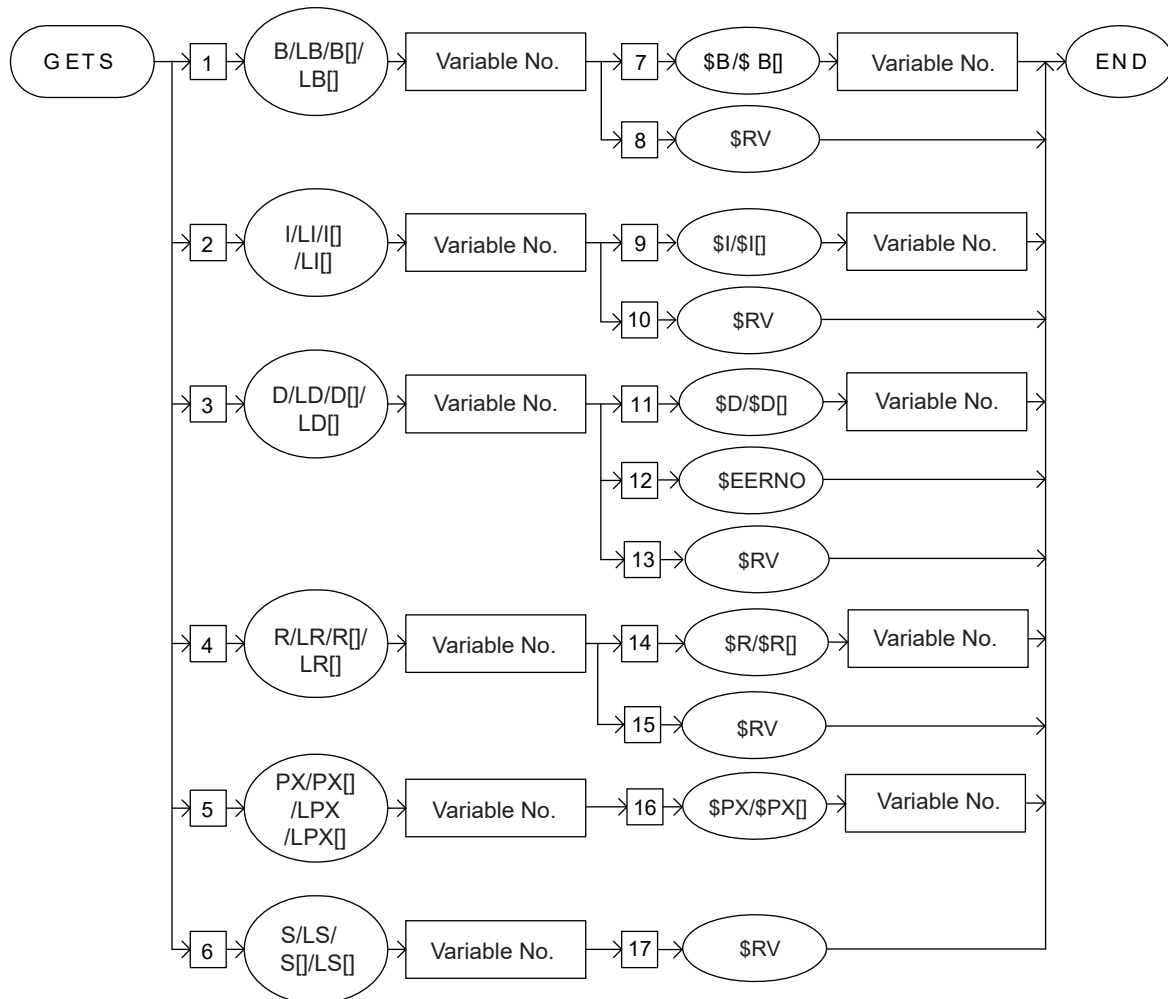 GETS
1
B/LB/B[]/
LB[]
Variable No.
7
$B/$ B[]
Variable No.
END
8
$RV
2
I/LI/I[]
/LI[]
Variable No.
9
$I/$I[]
Variable No.
10
$RV
3
D/LD/D[]/
LD[]
Variable No.
11
$D/$D[]
Variable No.
12
$EERNO
13
$RV
4
R/LR/R[]/
LR[]
Variable No.
14
$R/$R[]
Variable No.
15
$RV
5
PX/PX[]
/LPX
/LPX[]
Variable No.
16
$PX/$PX[]
Variable No.
6
S/LS/
S[]/LS[]
Variable No.
17
$RV